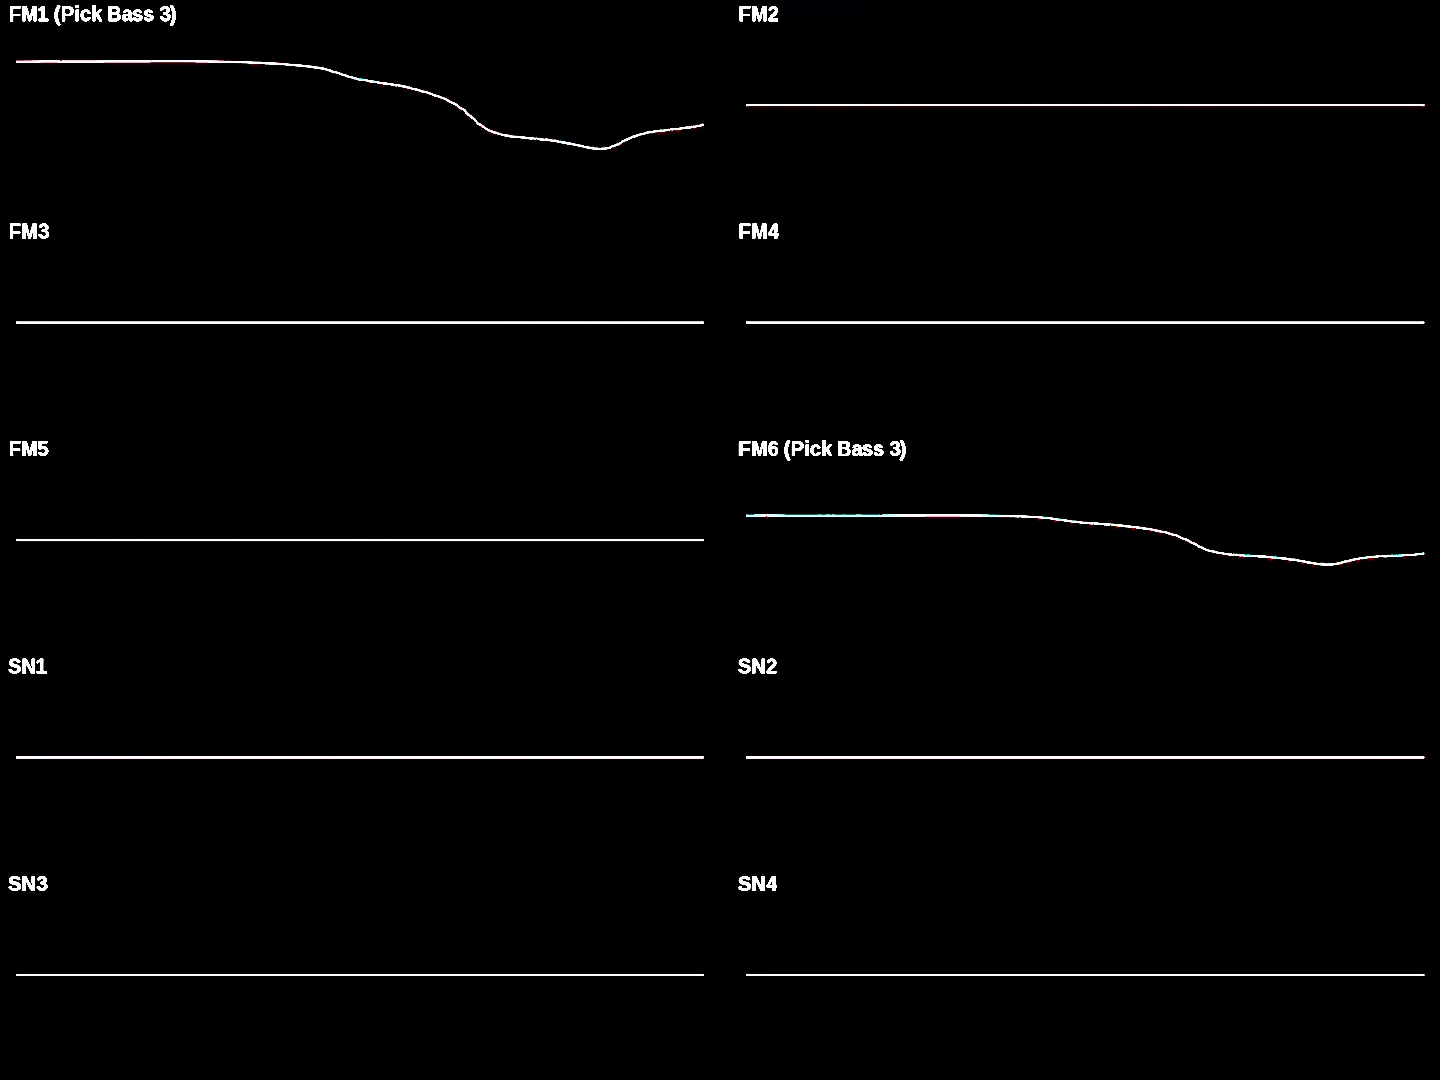 FM1 (Pick Bass 3)
FM2
FM3
FM4
FM5
FM6 (Pick Bass 3)
SN1
SN2
SN3
SN4